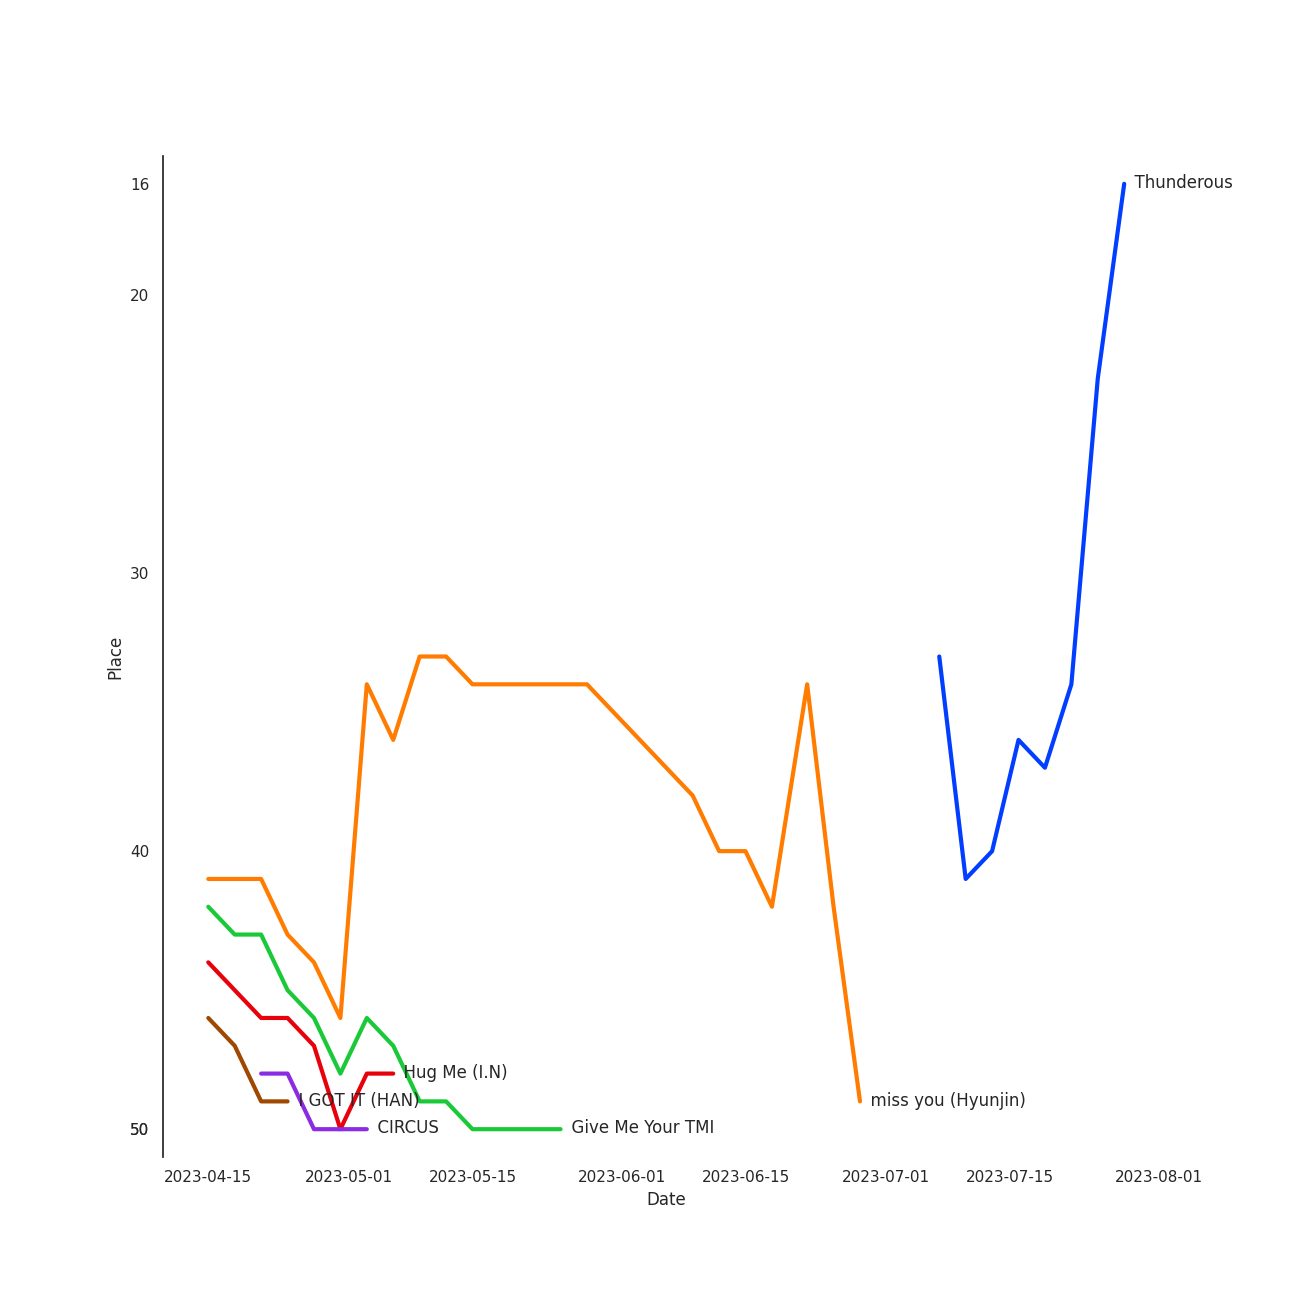 16
Thunderous
20
30
Place
40
Hug Me (I.N)
I GOT IT (HAN)
miss you (Hyunjin)
50
CIRCUS
Give Me Your TMI
2023-04-15
2023-05-01
2023-05-15
2023-06-01
2023-06-15
2023-07-01
2023-07-15
2023-08-01
Date